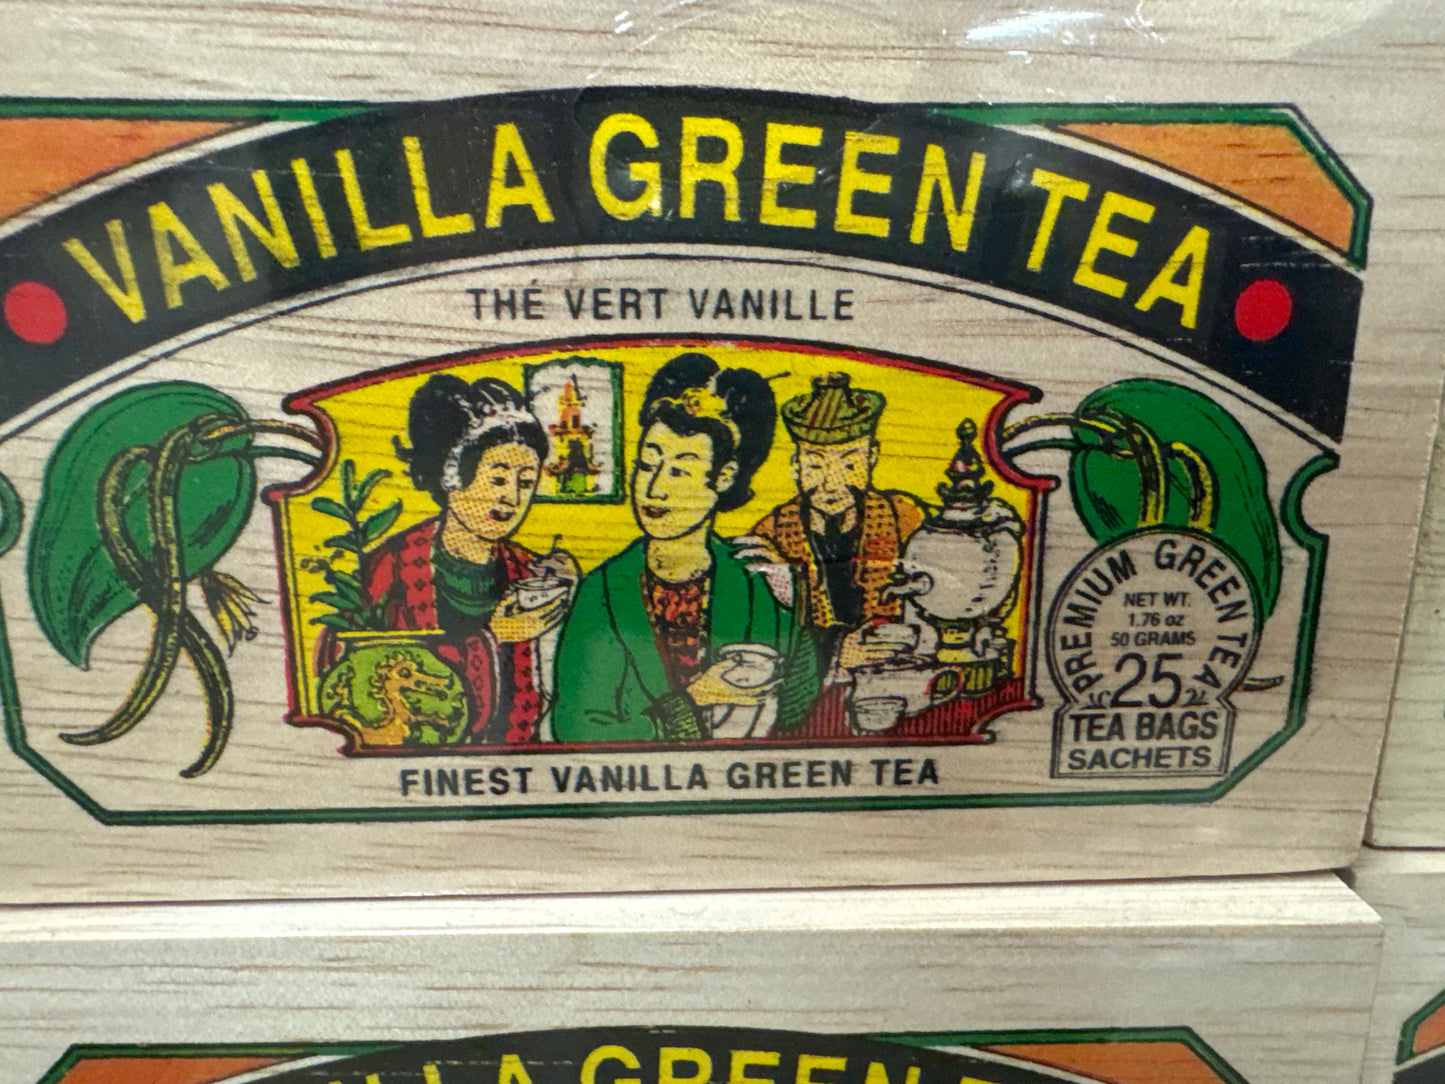 VANILLA GREEN TEA
THÉ VERT VANILLE
PREMIUM GREEN TEA
NET WT.
1.76 oz
50 GRAMS
25
TEA BAGS
SACHETS
FINEST VANILLA GREEN TEA